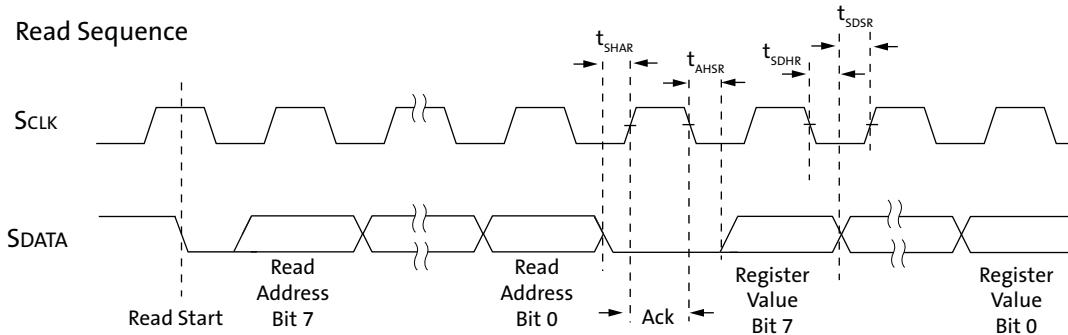 Read Sequence
tSDSR
tSHAR
tAHSR
tSDHR
SCLK
SDATA
Read
Address
Bit 7
Read
Address
Bit 0
Register
Value
Bit 7
Register
Value
Bit 0
Read Start
Ack